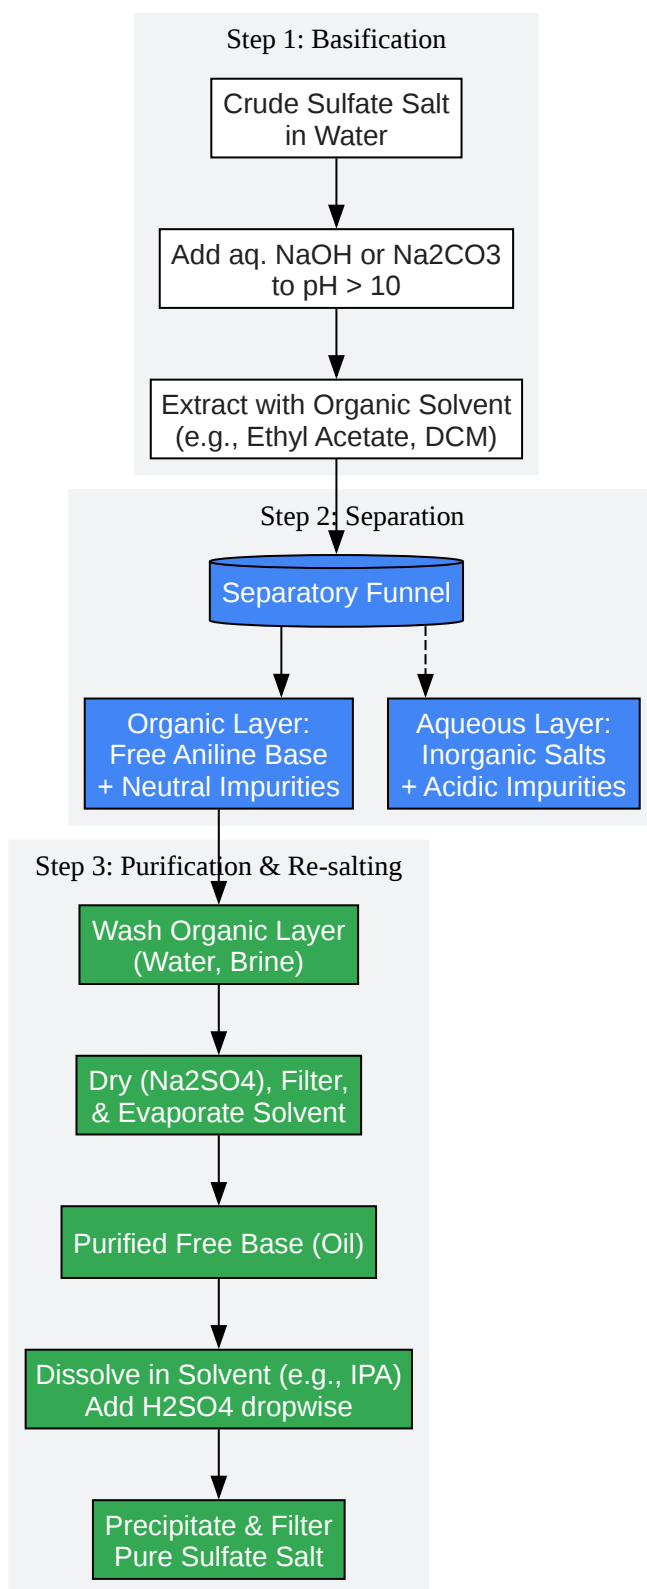 Step 1: Basification
Crude Sulfate Salt
in Water
Add aq. NaOH or Na2CO3
to pH > 10
Extract with Organic Solvent
(e.g., Ethyl Acetate, DCM)
Step 2: Separation
Separatory Funnel
Organic Layer:
Free Aniline Base
+ Neutral Impurities
Aqueous Layer:
Inorganic Salts
+ Acidic Impurities
Step 3: Purification & Re-salting
Wash Organic Layer
(Water, Brine)
Dry (Na2SO4), Filter,
& Evaporate Solvent
Purified Free Base (Oil)
Dissolve in Solvent (e.g., IPA)
Add H2SO4 dropwise
Precipitate & Filter
Pure Sulfate Salt